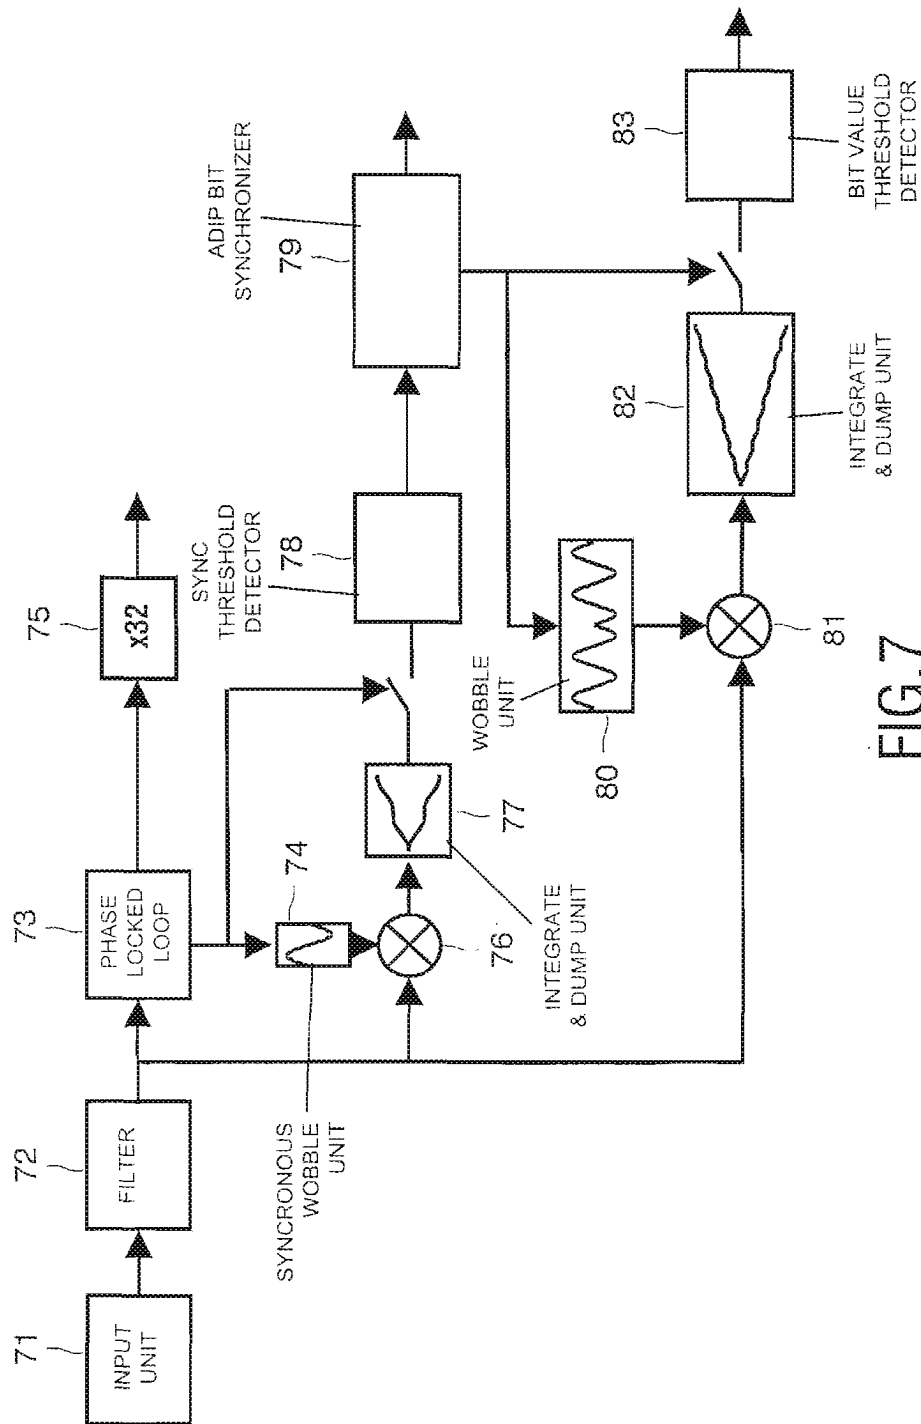 71
INPUT
UNIT
72
FILTER
73
PHASE
LOCKED
LOOP
75
x32
SYNCRONOUS
WOBBLE
UNIT
74
76
77
INTEGRATE
& DUMP UNIT
SYNC
THRESHOLD
DETECTOR
78
ADIP BIT
SYNCHRONIZER
79
WOBBLE
UNIT
80
81
82
INTEGRATE
& DUMP UNIT
83
BIT VALUE
THRESHOLD
DETECTOR
FIG.7